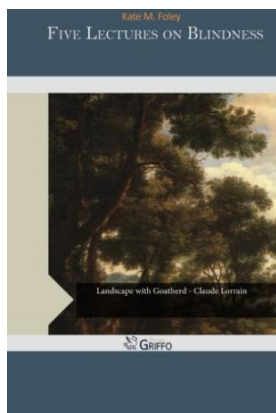 Kate M. Foley
FIVE LECTURES ON BLINDNESS
Landscape with Goatherd - Claude Lorrain
GRIFFO